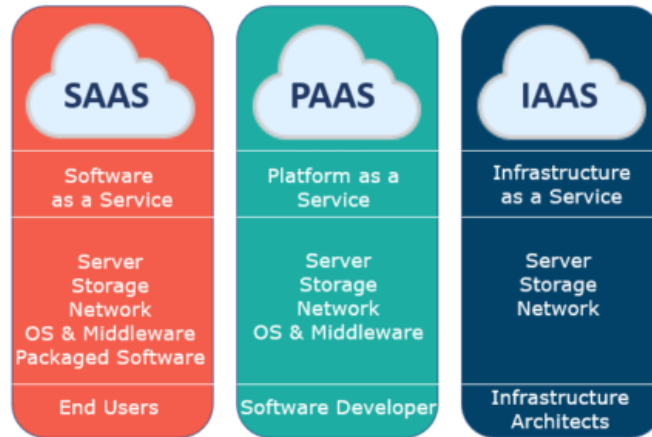 SAAS
Software
as a Service
Server
Storage
Network
OS & Middleware
Packaged Software
End Users
PAAS
Platform as a
Service
Server
Storage
Network
OS & Middleware
Software Developer
IAAS
Infrastructure
as a Service
Server
Storage
Network
Infrastructure
Architects